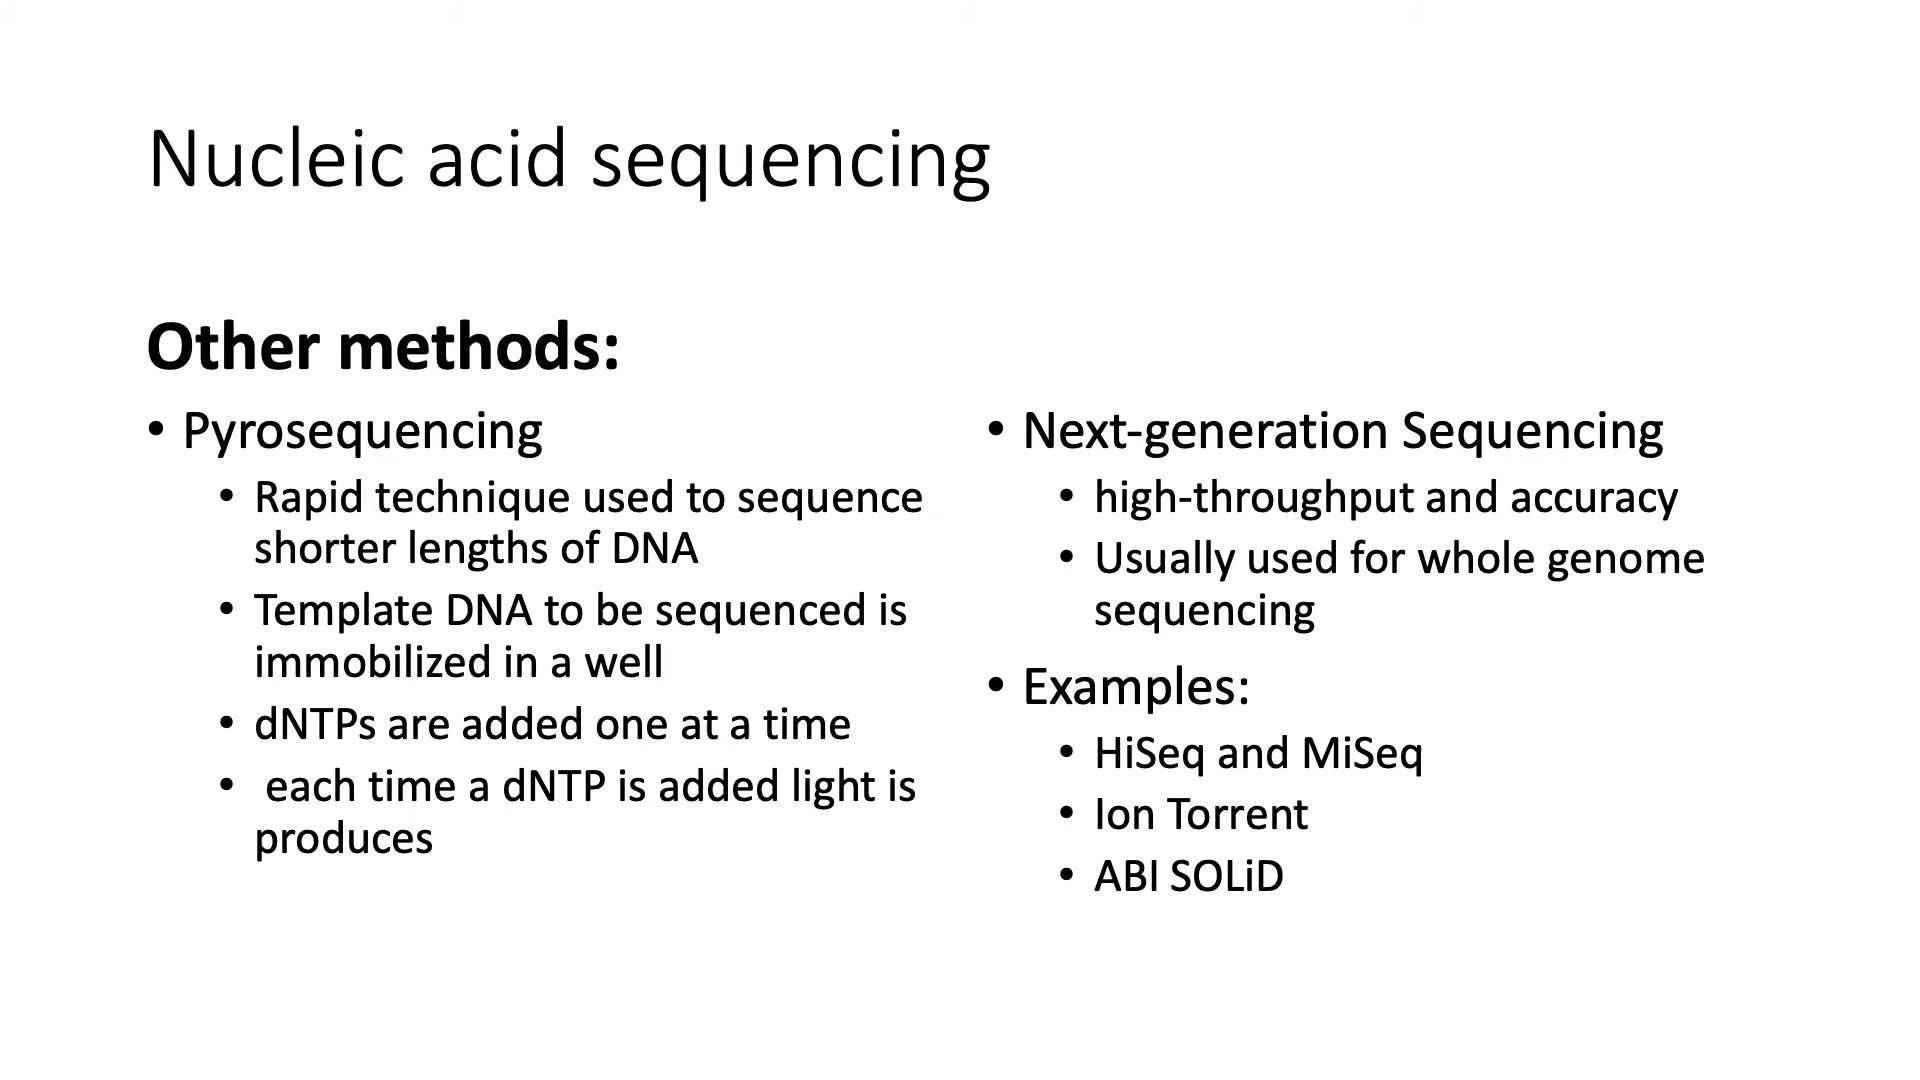 Nucleic acid sequencing
Other methods:
• Pyrosequencing
• Rapid technique used to sequence
shorter lengths of DNA
• Template DNA to be sequenced is
immobilized in a well
• dNTPs are added one at a time
• each time a dNTP is added light is
produces
• Next-generation Sequencing
• high-throughput and accuracy
• Usually used for whole genome
sequencing
• Examples:
• HiSeq and MiSeq
• Ion Torrent
• ABI SOLiD